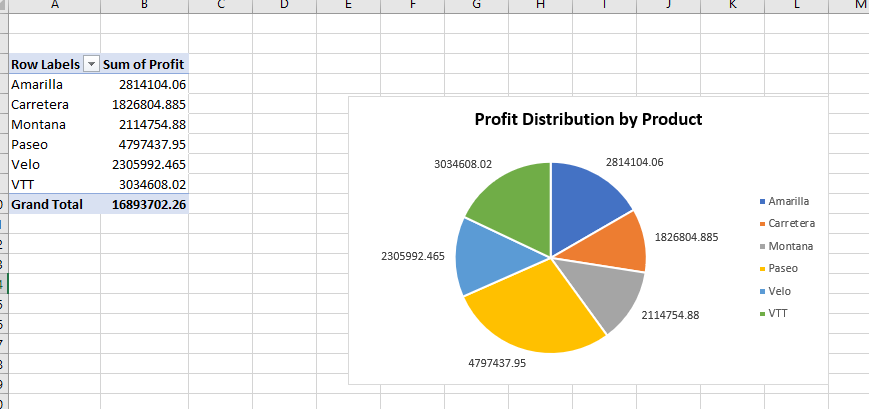 A B C D E F G H I J K L M
Row Labels Sum of Profit
Amarilla 2814104.06
Carretera 1826804.885
Montana 2114754.88
Paseo 4797437.95
Velo 2305992.465
VTT 3034608.02
Grand Total 16893702.26
Profit Distribution by Product
3034608.02 2814104.06
1826804.885
2305992.465
2114754.88
4797437.95
Amarilla
Carretera
Montana
Paseo
Velo
VTT